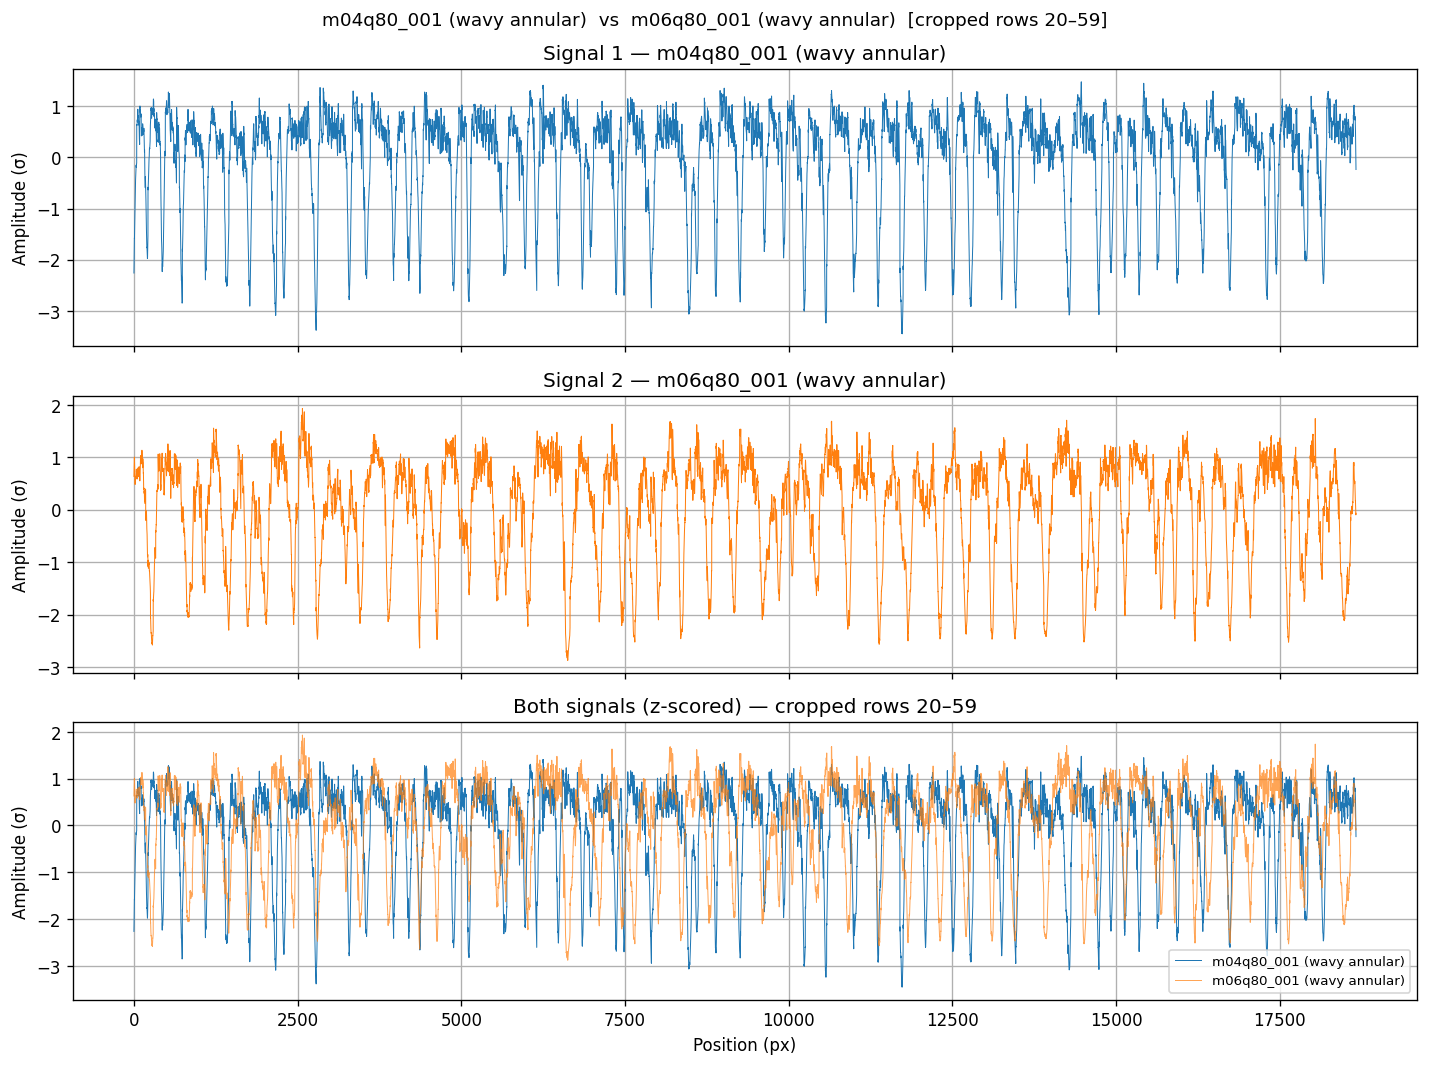 m04q80_001 (wavy annular)  vs  m06q80_001 (wavy annular)  [cropped rows 20–59]
Signal 1 — m04q80_001 (wavy annular)
Amplitude (σ)
1
0
−1
−2
−3
Signal 2 — m06q80_001 (wavy annular)
Amplitude (σ)
2
1
0
−1
−2
−3
Both signals (z-scored) — cropped rows 20–59
Amplitude (σ)
2
1
0
−1
−2
−3
m04q80_001 (wavy annular)
m06q80_001 (wavy annular)
0 2500 5000 7500 10000 12500 15000 17500
Position (px)